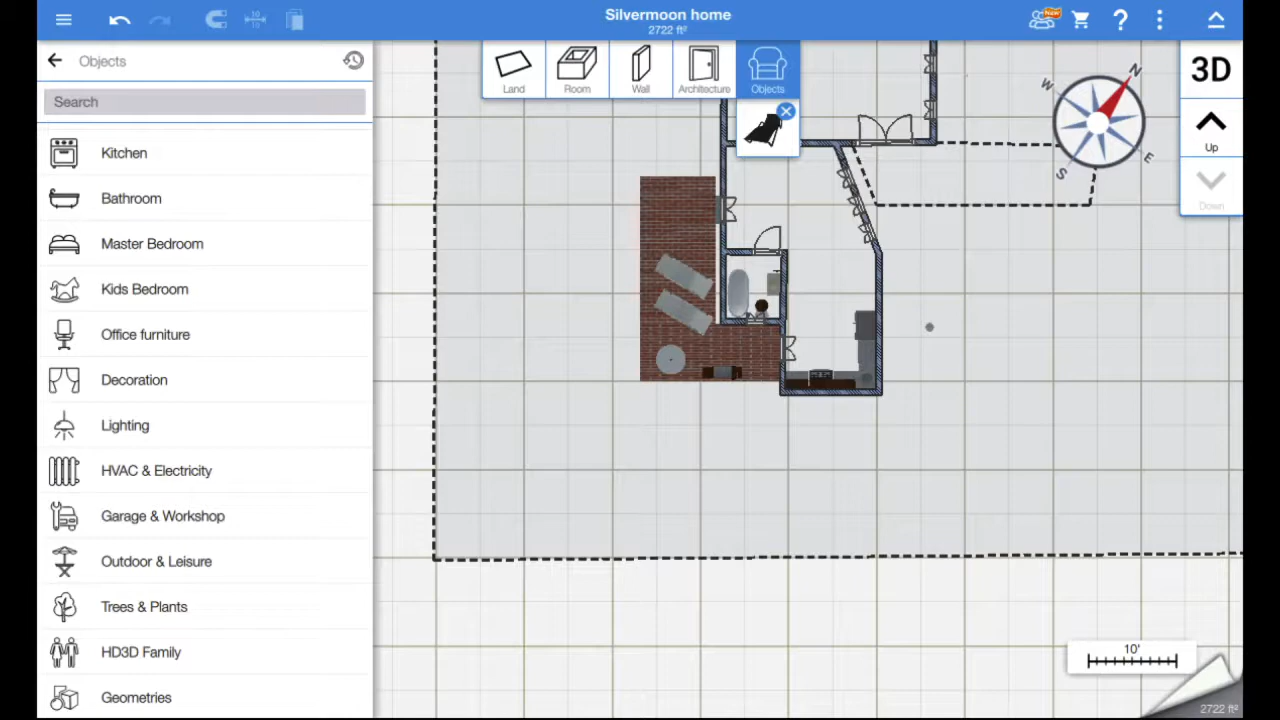 Silvermoon home
2722 ft²
Objects
Search
Kitchen
Bathroom
Master Bedroom
Kids Bedroom
Office furniture
Decoration
Lighting
HVAC & Electricity
Garage & Workshop
Outdoor & Leisure
Trees & Plants
HD3D Family
Geometries
Land
Room
Wall
Architecture
Objects
N
W
E
S
3D
Up
Down
10'
2722 ft²